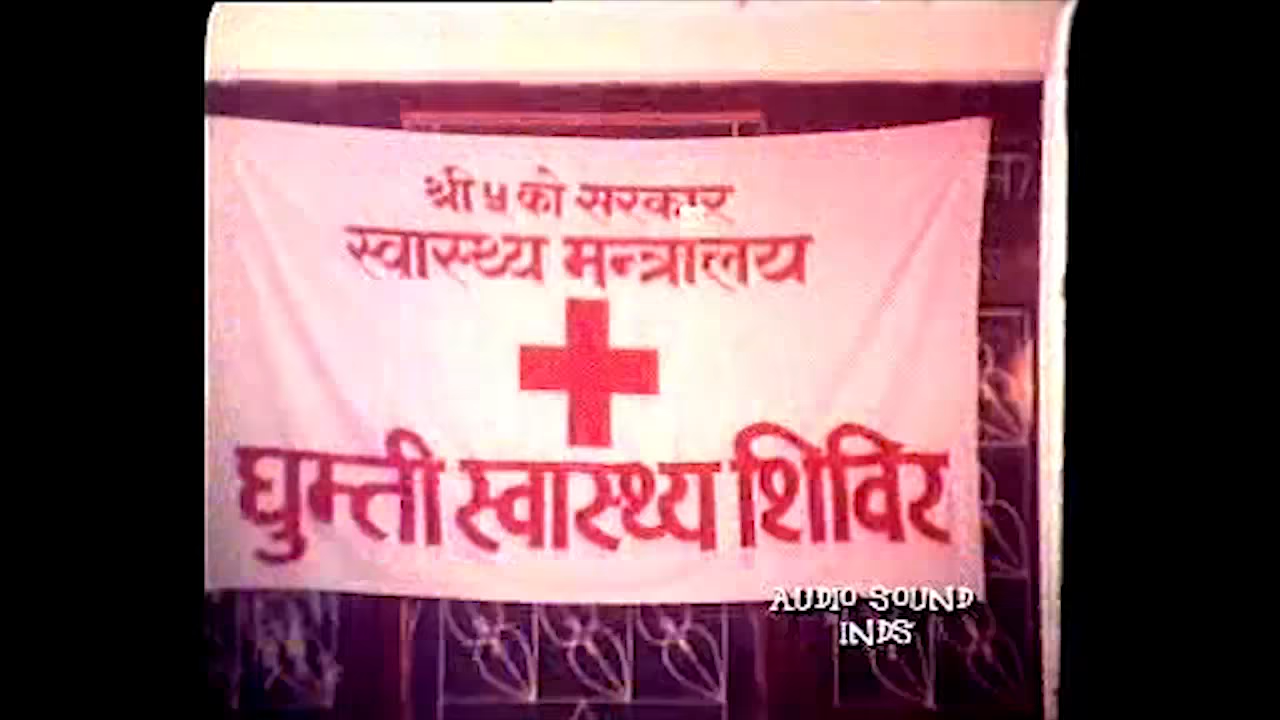 श्री ५ को सरकार
स्वास्थ्य मन्त्रालय
घुम्ती स्वास्थ्य शिविर
AUDIO SOUND
INDS